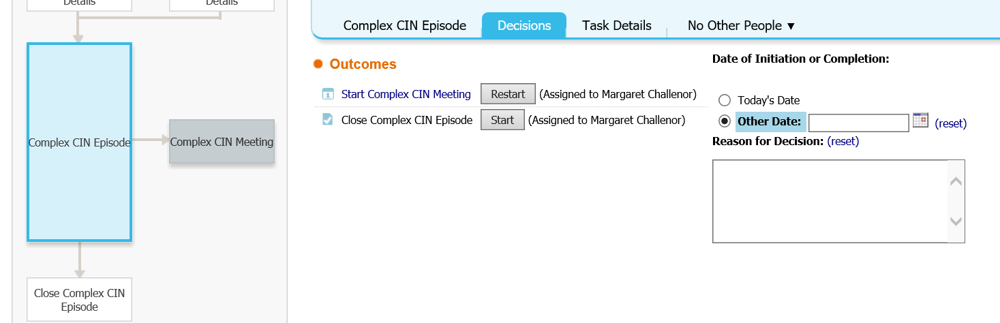 Details
Details
Complex CIN Episode
Complex CIN Meeting
Close Complex CIN
Episode
Complex CIN Episode Decisions Task Details No Other People ▼
Outcomes
1 Start Complex CIN Meeting Restart (Assigned to Margaret Challenor)
Close Complex CIN Episode Start (Assigned to Margaret Challenor)
Date of Initiation or Completion:
Today's Date
Other Date: (reset)
Reason for Decision: (reset)